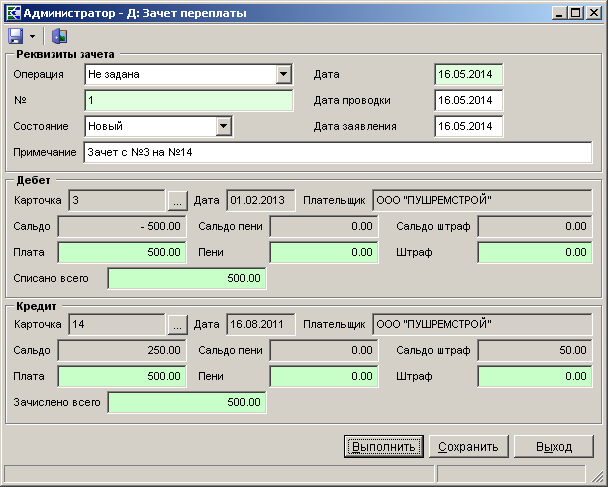 Администратор - Д: Зачет переплаты
Реквизиты зачета
Операция Не задана Дата 16.05.2014
№ 1 Дата проводки 16.05.2014
Состояние Новый Дата заявления 16.05.2014
Примечание Зачет с №3 на №14
Дебет
Карточка 3 ... Дата 01.02.2013 Плательщик ООО "ПУШРЕМСТРОЙ"
Сальдо - 500.00 Сальдо пени 0.00 Сальдо штраф 0.00
Плата 500.00 Пени 0.00 Штраф 0.00
Списано всего 500.00
Кредит
Карточка 14 ... Дата 16.08.2011 Плательщик ООО "ПУШРЕМСТРОЙ"
Сальдо 250.00 Сальдо пени 0.00 Сальдо штраф 50.00
Плата 500.00 Пени 0.00 Штраф 0.00
Зачислено всего 500.00
Выполнить Сохранить Выход